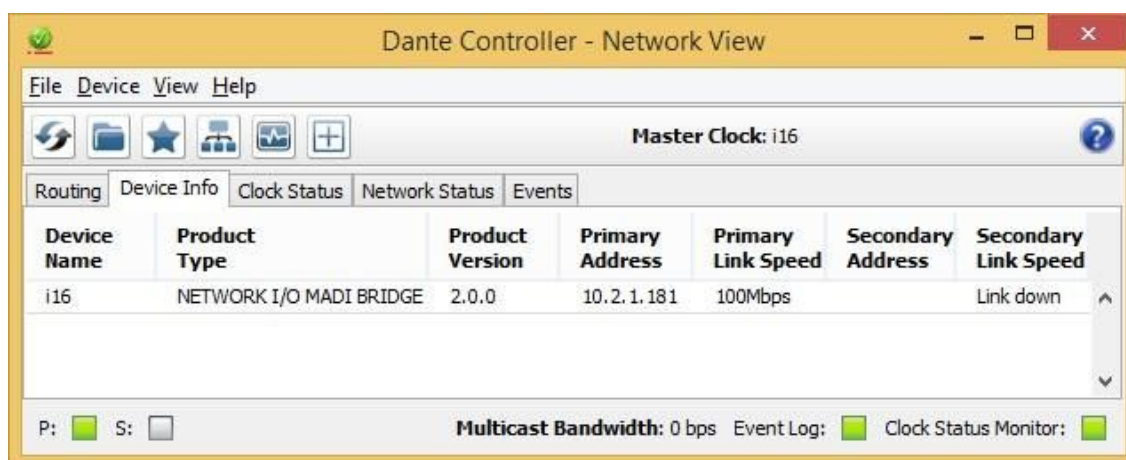 Dante Controller - Network View
File Device View Help
Master Clock: i16
Routing Device Info Clock Status Network Status Events
Device Name Product Type Product Version Primary Address Primary Link Speed Secondary Address Secondary Link Speed
i16 NETWORK I/O MADI BRIDGE 2.0.0 10.2.1.181 100Mbps Link down
P: S: Multicast Bandwidth: 0 bps Event Log: Clock Status Monitor: